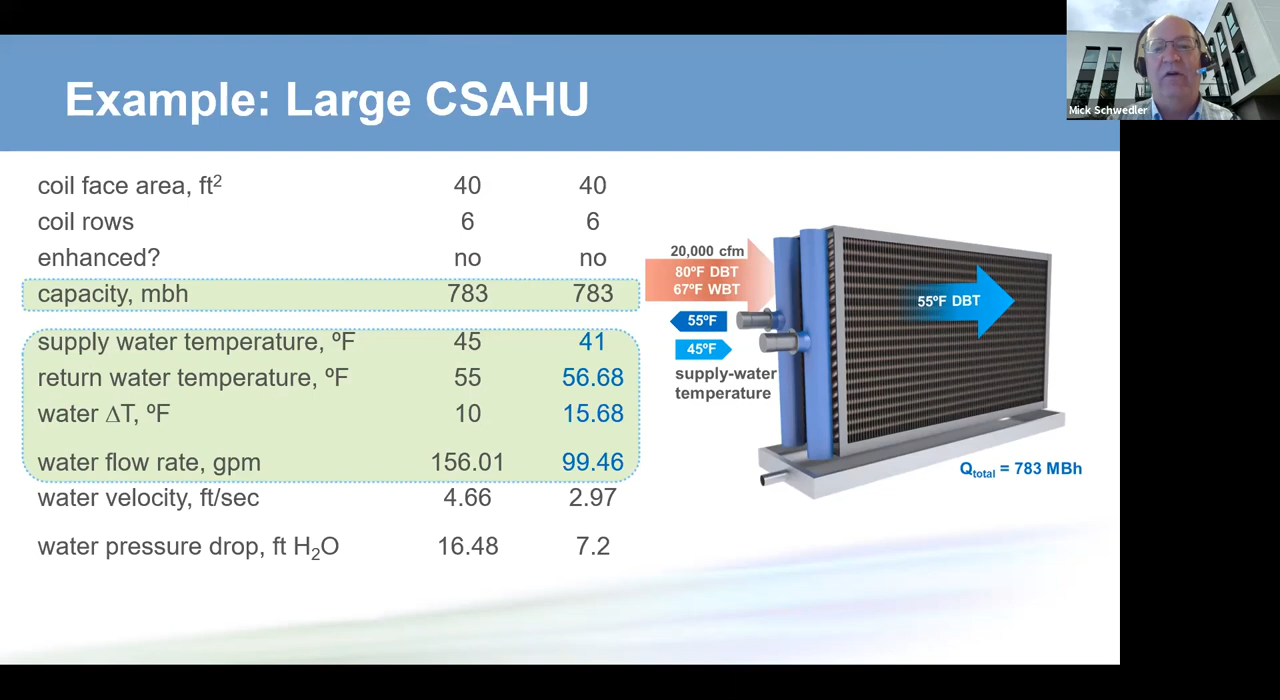 Mick Schwedler
Example: Large CSAHU
coil face area, ft² 40 40
coil rows 6 6
enhanced? no no
capacity, mbh 783 783
supply water temperature, ºF 45 41
return water temperature, ºF 55 56.68
water ΔT, ºF 10 15.68
water flow rate, gpm 156.01 99.46
water velocity, ft/sec 4.66 2.97
water pressure drop, ft H₂O 16.48 7.2
20,000 cfm
80ºF DBT
67ºF WBT
55ºF
45ºF
supply-water
temperature
55ºF DBT
Qtotal = 783 MBh